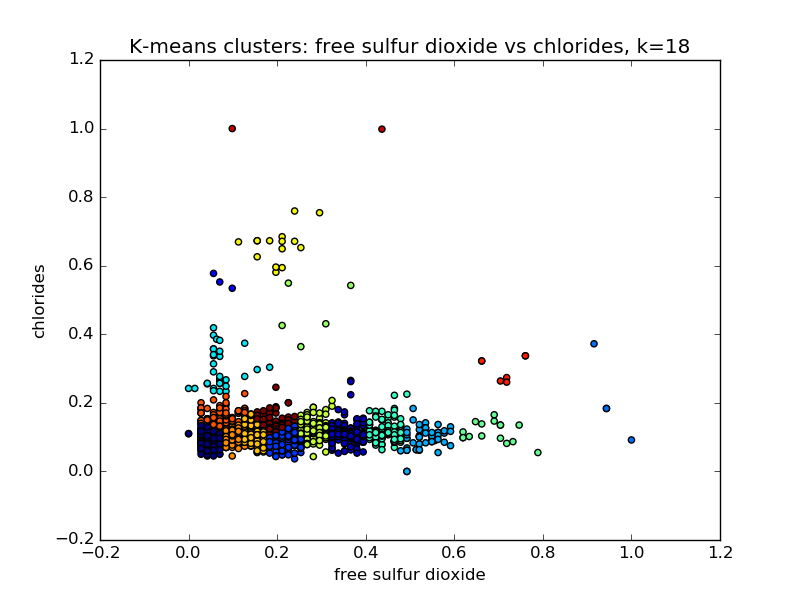 K-means clusters: free sulfur dioxide vs chlorides, k=18
1.2
1.0
0.8
0.6
0.4
0.2
0.0
−0.2
chlorides
−0.2 0.0 0.2 0.4 0.6 0.8 1.0 1.2
free sulfur dioxide